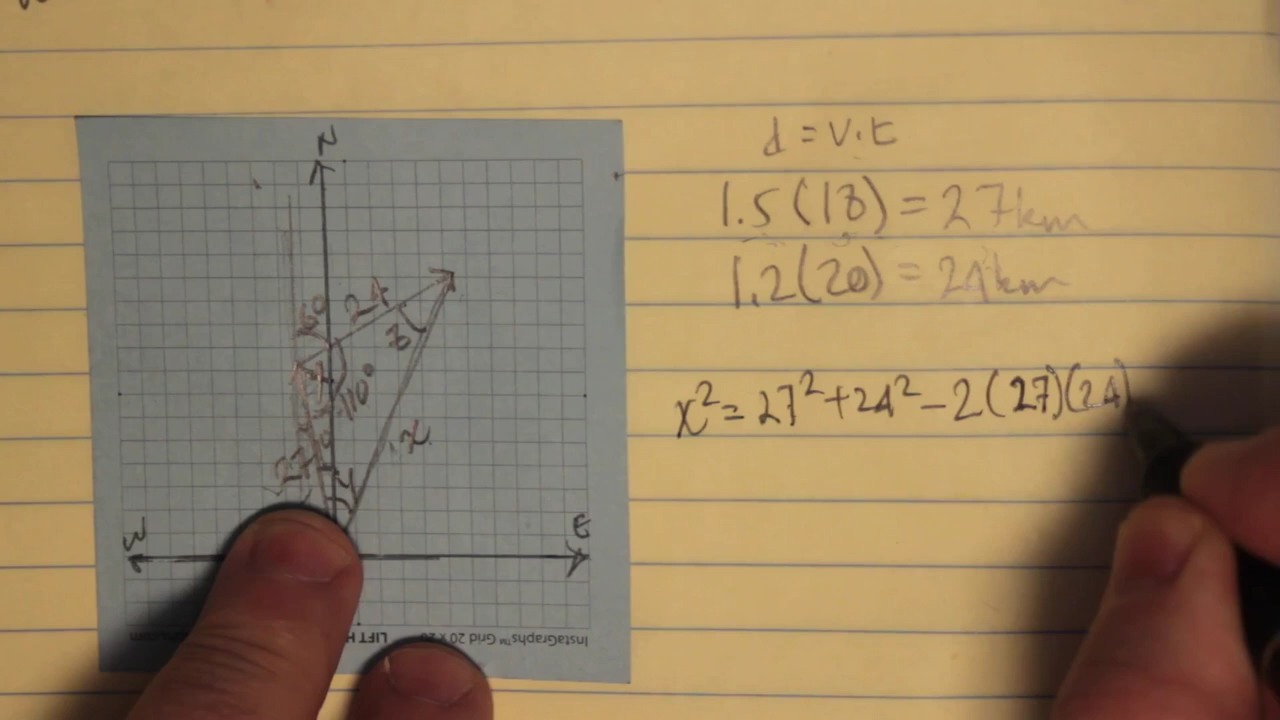 N
60
24
z
110°
x
27
y
W
E
InstaGraphs™ Grid 20 x 20
LIFT H
d = v.t
1.5(18) = 27km
1.2(20) = 24km
x² = 27² + 24² - 2(27)(24)